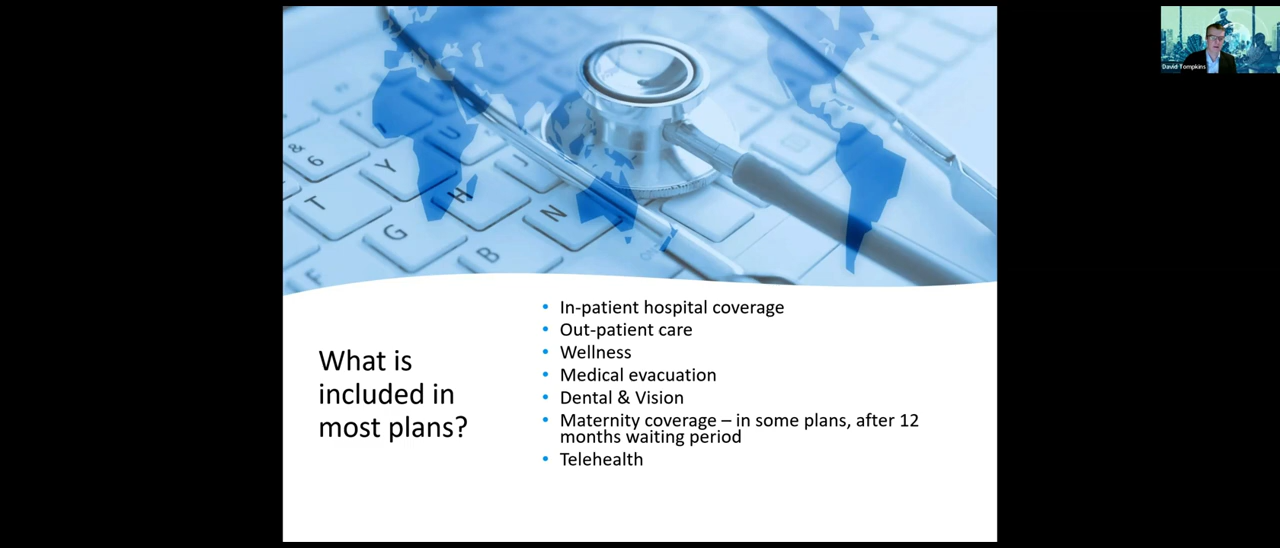 David Tompkins
& 6 Y U J
T H N
G B
F
What is
included in
most plans?
• In-patient hospital coverage
• Out-patient care
• Wellness
• Medical evacuation
• Dental & Vision
• Maternity coverage – in some plans, after 12
months waiting period
• Telehealth